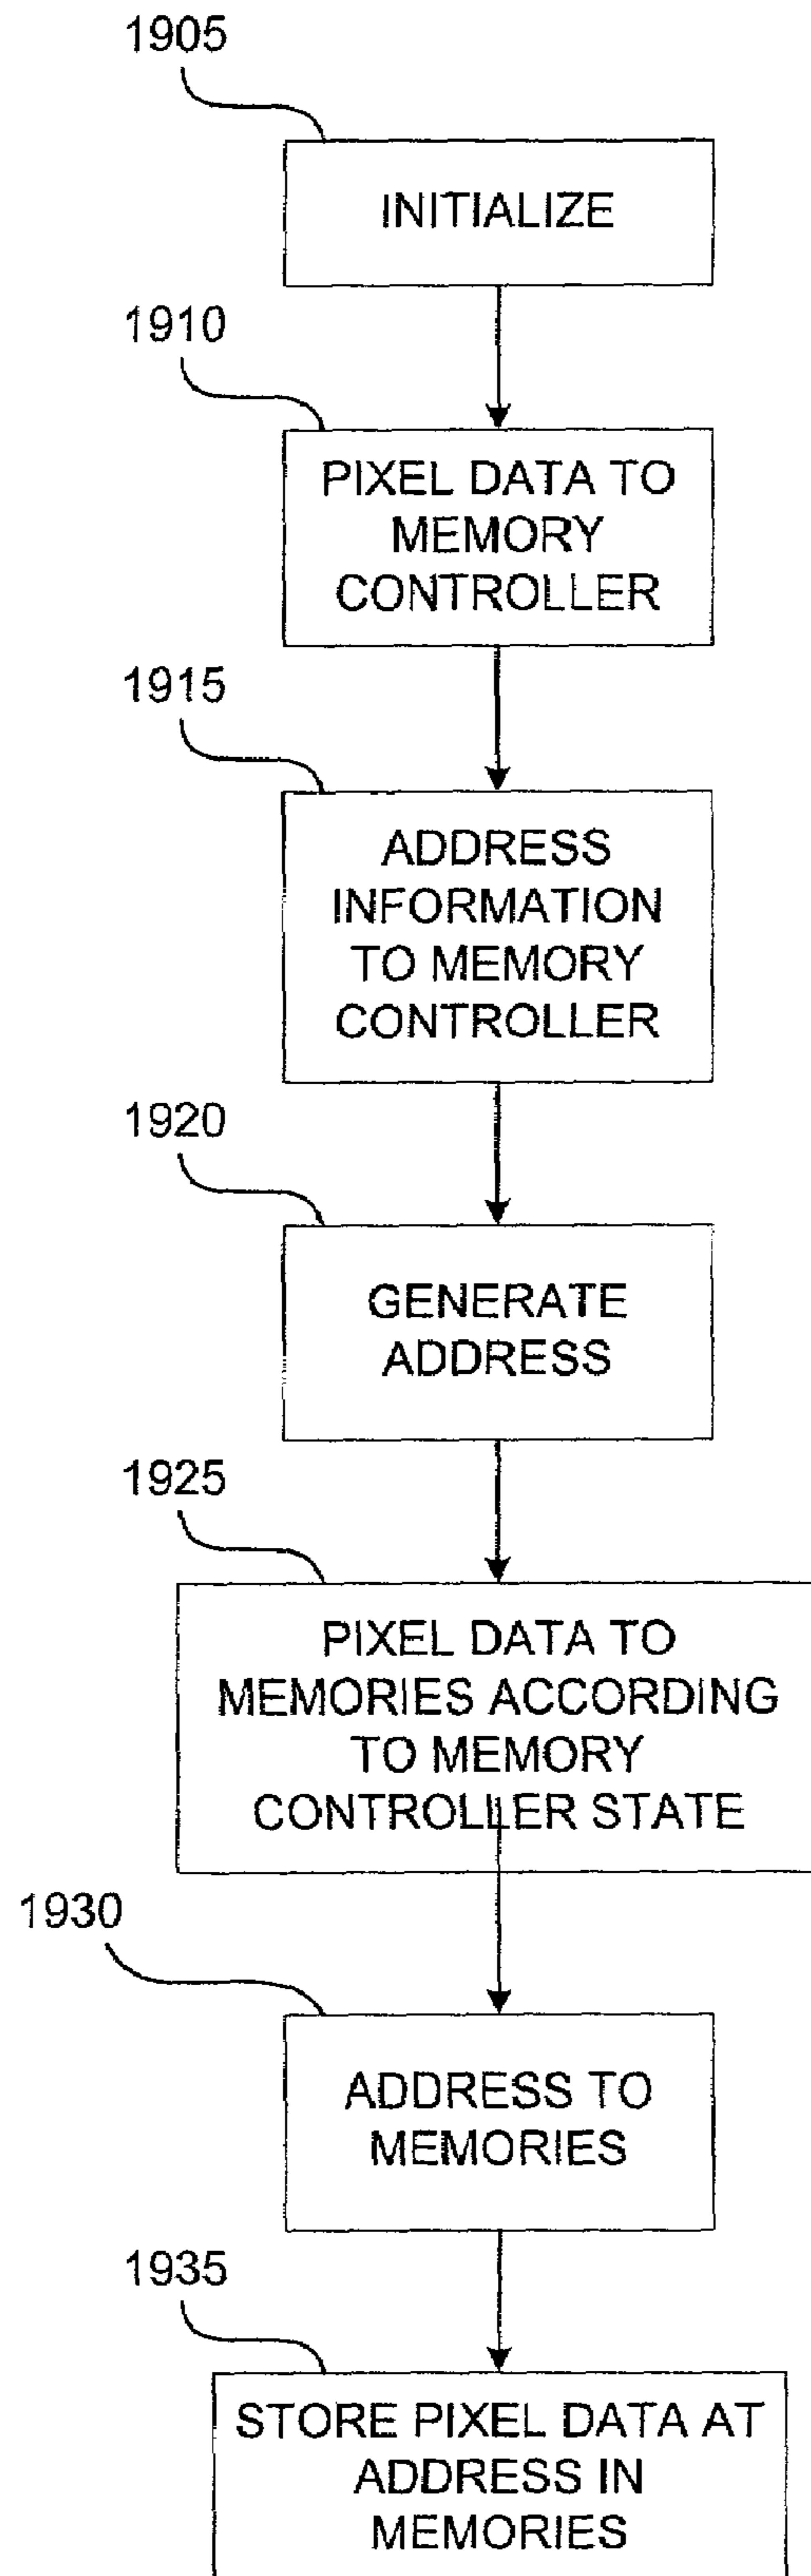 1905
INITIALIZE
1910
PIXEL DATA TO
MEMORY
CONTROLLER
1915
ADDRESS
INFORMATION
TO MEMORY
CONTROLLER
1920
GENERATE
ADDRESS
1925
PIXEL DATA TO
MEMORIES ACCORDING
TO MEMORY
CONTROLLER STATE
1930
ADDRESS TO
MEMORIES
1935
STORE PIXEL DATA AT
ADDRESS IN
MEMORIES